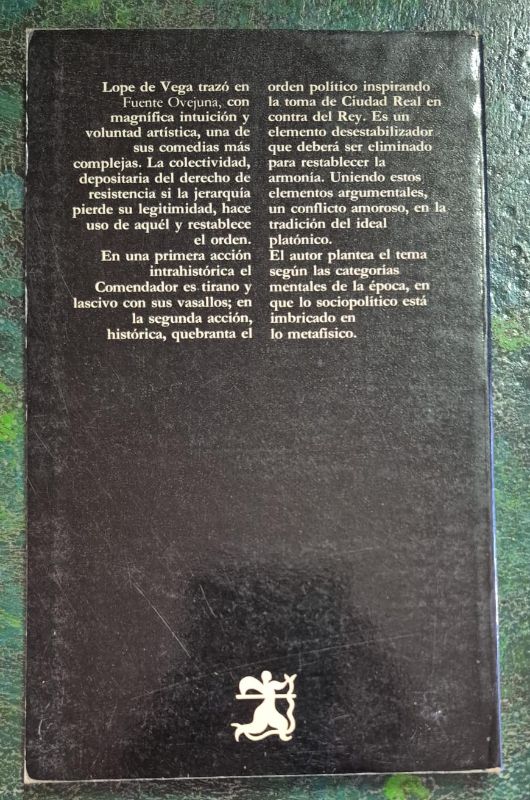 Lope de Vega trazó en
Fuente Ovejuna, con
magnífica intuición y
voluntad artística, una de
sus comedias más
complejas. La colectividad,
depositaria del derecho de
resistencia si la jerarquía
pierde su legitimidad, hace
uso de aquél y restablece
el orden.
En una primera acción
intrahistórica el
Comendador es tirano y
lascivo con sus vasallos; en
la segunda acción,
histórica, quebranta el
orden político inspirando
la toma de Ciudad Real en
contra del Rey. Es un
elemento desestabilizador
que deberá ser eliminado
para restablecer la
armonía. Uniendo estos
elementos argumentales,
un conflicto amoroso, en la
tradición del ideal
platónico.
El autor plantea el tema
según las categorías
mentales de la época, en
que lo sociopolítico está
imbricado en
lo metafísico.